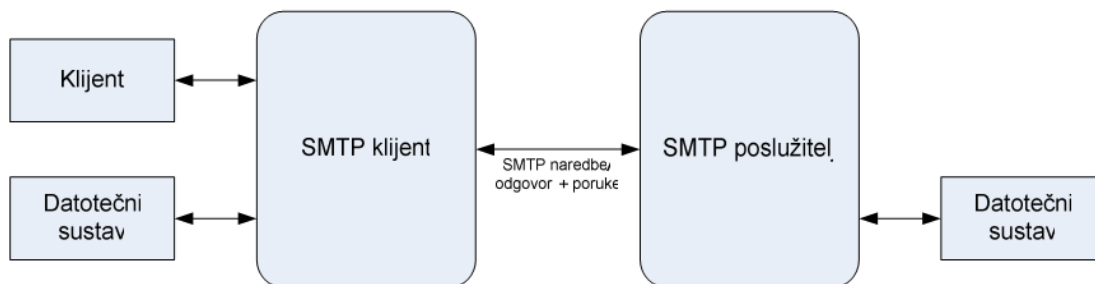 Klijent
SMTP klijent
SMTP naredbe/
odgovor + poruke
SMTP poslužitelj
Datotečni
sustav
Datotečni
sustav